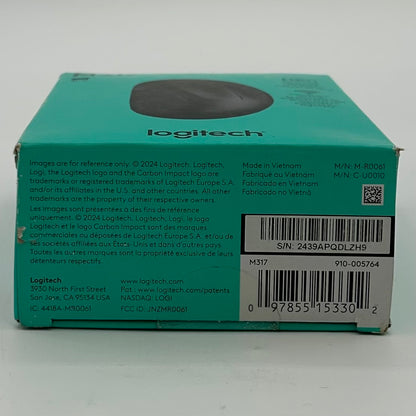 logitech
Images are for reference only. © 2024 Logitech. Logitech,
Logi, the Logitech logo and the Carbon Impact logo are
trademarks or registered trademarks of Logitech Europe S.A.
and/or its affiliates in the U.S. and other countries. All other
trademarks are the property of their respective owners.
Les images sont présentées à des fins de référence
uniquement. © 2024 Logitech. Logitech, Logi, le logo
Logitech et le logo Carbon Impact sont des marques
commerciales ou déposées de Logitech Europe S.A. et/ou de
ses sociétés affiliées aux États-Unis et dans d'autres pays.
Toutes les autres marques sont la propriété exclusive de leurs
détenteurs respectifs.
Logitech
3930 North First Street
San Jose, CA 95134 USA
IC: 4418A-MR0061
www.logitech.com
Pat. www.logitech.com/patents
NASDAQ: LOGI
FCC ID: JNZMR0061
Made in Vietnam
Fabriqué au Vietnam
Fabricado en Vietnam
Fabricado no Vietnã
M/N: M-R0061
M/N: C-U0010
S/N: 2439APQDLZH9
M317 910-005764
0 97855 15330 2